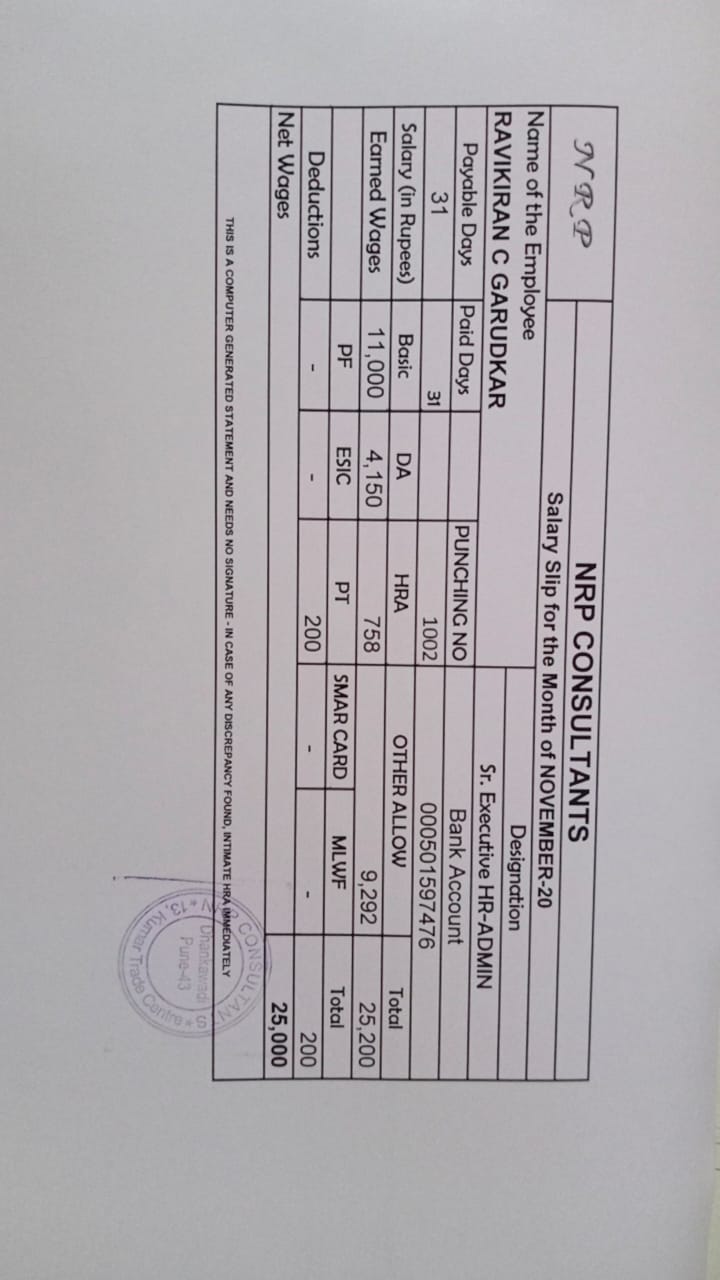 NRP
NRP CONSULTANTS
Salary Slip for the Month of NOVEMBER-20
Name of the Employee Designation
RAVIKIRAN C GARUDKAR Sr. Executive HR-ADMIN
Payable Days Paid Days PUNCHING NO Bank Account
31 31 1002 000501597476
Salary (in Rupees) Basic DA HRA OTHER ALLOW Total
Earned Wages 11,000 4,150 758 9,292 25,200
PF ESIC PT SMAR CARD MLWF Total
Deductions - - 200 - - 200
Net Wages 25,000
THIS IS A COMPUTER GENERATED STATEMENT AND NEEDS NO SIGNATURE - IN CASE OF ANY DISCREPANCY FOUND, INTIMATE HRA IMMEDIATELY
CONSULTANT
Dhankawadi
Pune-43
Kumar Trade Centre